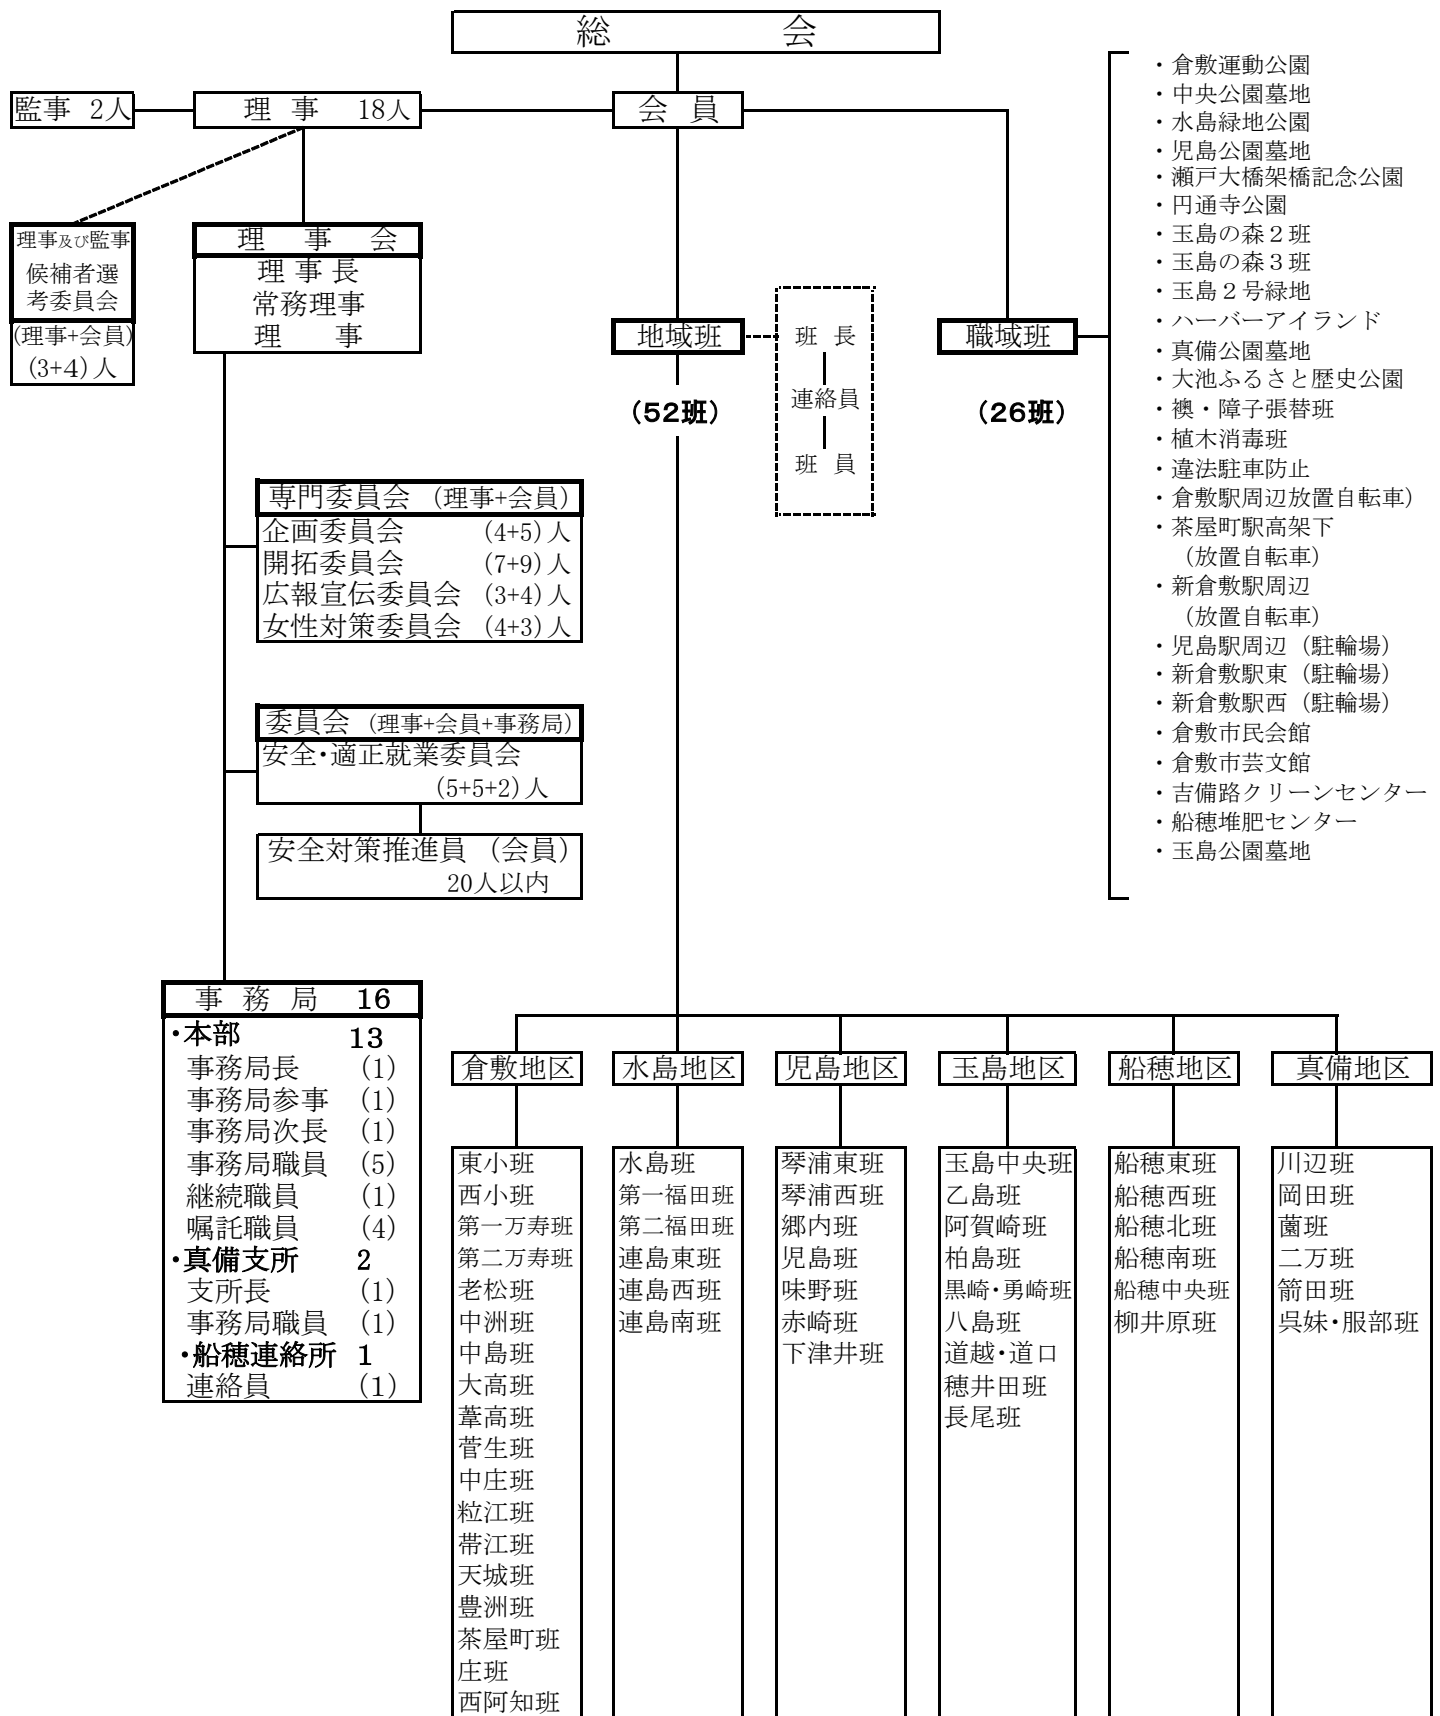 総 会
監事 2人
理 事 18人
会 員
理事及び監事
候補者選
考委員会
(理事+会員)
(3+4)人
理 事 会
理 事 長
常務理事
理 事
地域班
(52班)
班 長
連絡員
班 員
職域班
(26班)
・倉敷運動公園
・中央公園墓地
・水島緑地公園
・児島公園墓地
・瀬戸大橋架橋記念公園
・円通寺公園
・玉島の森2班
・玉島の森3班
・玉島2号緑地
・ハーバーアイランド
・真備公園墓地
・大池ふるさと歴史公園
・襖・障子張替班
・植木消毒班
・違法駐車防止
・倉敷駅周辺放置自転車)
・茶屋町駅高架下
(放置自転車)
・新倉敷駅周辺
(放置自転車)
・児島駅周辺(駐輪場)
・新倉敷駅東(駐輪場)
・新倉敷駅西(駐輪場)
・倉敷市民会館
・倉敷市芸文館
・吉備路クリーンセンター
・船穂堆肥センター
・玉島公園墓地
専門委員会 (理事+会員)
企画委員会 (4+5)人
開拓委員会 (7+9)人
広報宣伝委員会 (3+4)人
女性対策委員会 (4+3)人
委員会 (理事+会員+事務局)
安全・適正就業委員会
(5+5+2)人
安全対策推進員 (会員)
20人以内
事 務 局 16
・本部 13
事務局長 (1)
事務局参事 (1)
事務局次長 (1)
事務局職員 (5)
継続職員 (1)
嘱託職員 (4)
・真備支所 2
支所長 (1)
事務局職員 (1)
・船穂連絡所 1
連絡員 (1)
倉敷地区
東小班
西小班
第一万寿班
第二万寿班
老松班
中洲班
中島班
大高班
葦高班
菅生班
中庄班
粒江班
帯江班
天城班
豊洲班
茶屋町班
庄班
西阿知班
水島地区
水島班
第一福田班
第二福田班
連島東班
連島西班
連島南班
児島地区
琴浦東班
琴浦西班
郷内班
児島班
味野班
赤崎班
下津井班
玉島地区
玉島中央班
乙島班
阿賀崎班
柏島班
黒崎・勇崎班
八島班
道越・道口
穂井田班
長尾班
船穂地区
船穂東班
船穂西班
船穂北班
船穂南班
船穂中央班
柳井原班
真備地区
川辺班
岡田班
薗班
二万班
箭田班
呉妹・服部班